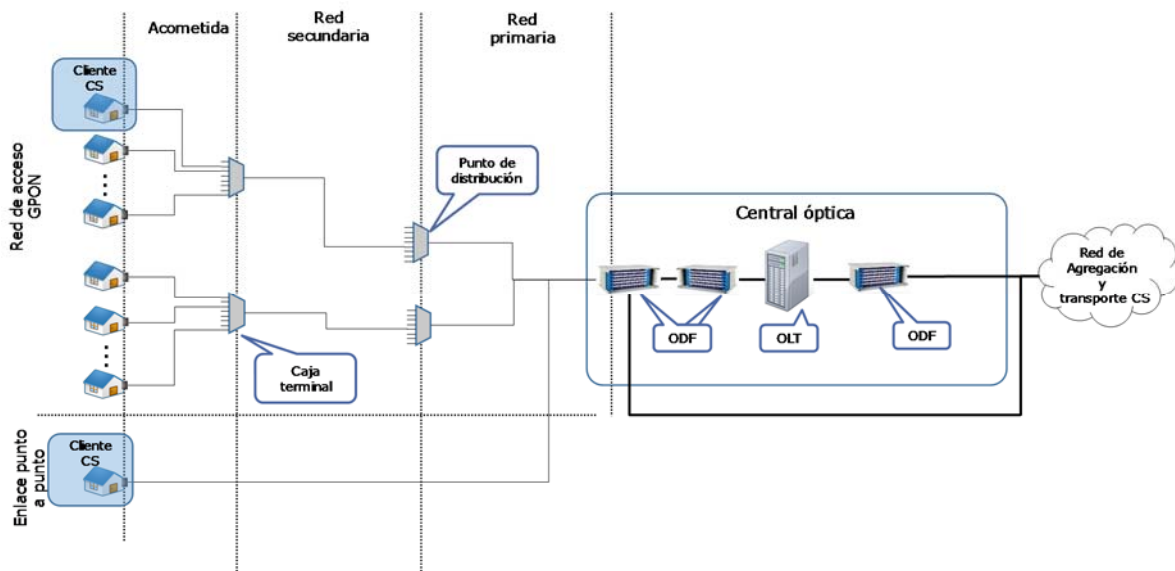 Acometida
Red
secundaria
Red
primaria
Cliente
CS
Red de acceso
GPON
Punto de
distribución
Central óptica
Red de
Agregación
y
transporte CS
ODF
OLT
ODF
Caja
terminal
Enlace punto
a punto
Cliente
CS